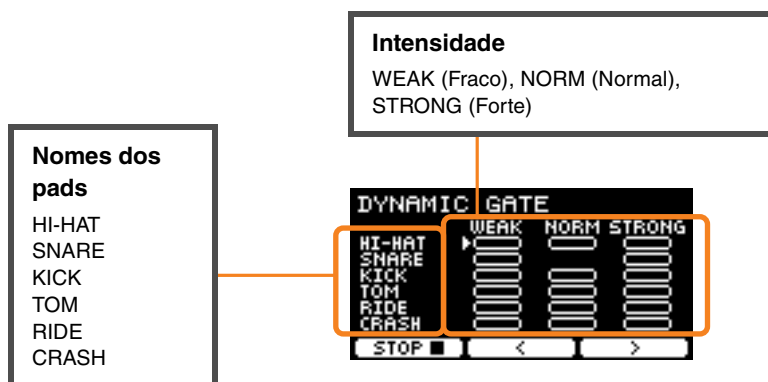 Intensidade
WEAK (Fraco), NORM (Normal),
STRONG (Forte)
Nomes dos
pads
HI-HAT
SNARE
KICK
TOM
RIDE
CRASH
DYNAMIC GATE
WEAK NORM STRONG
HI-HAT
SNARE
KICK
TOM
RIDE
CRASH
STOP ■ < >